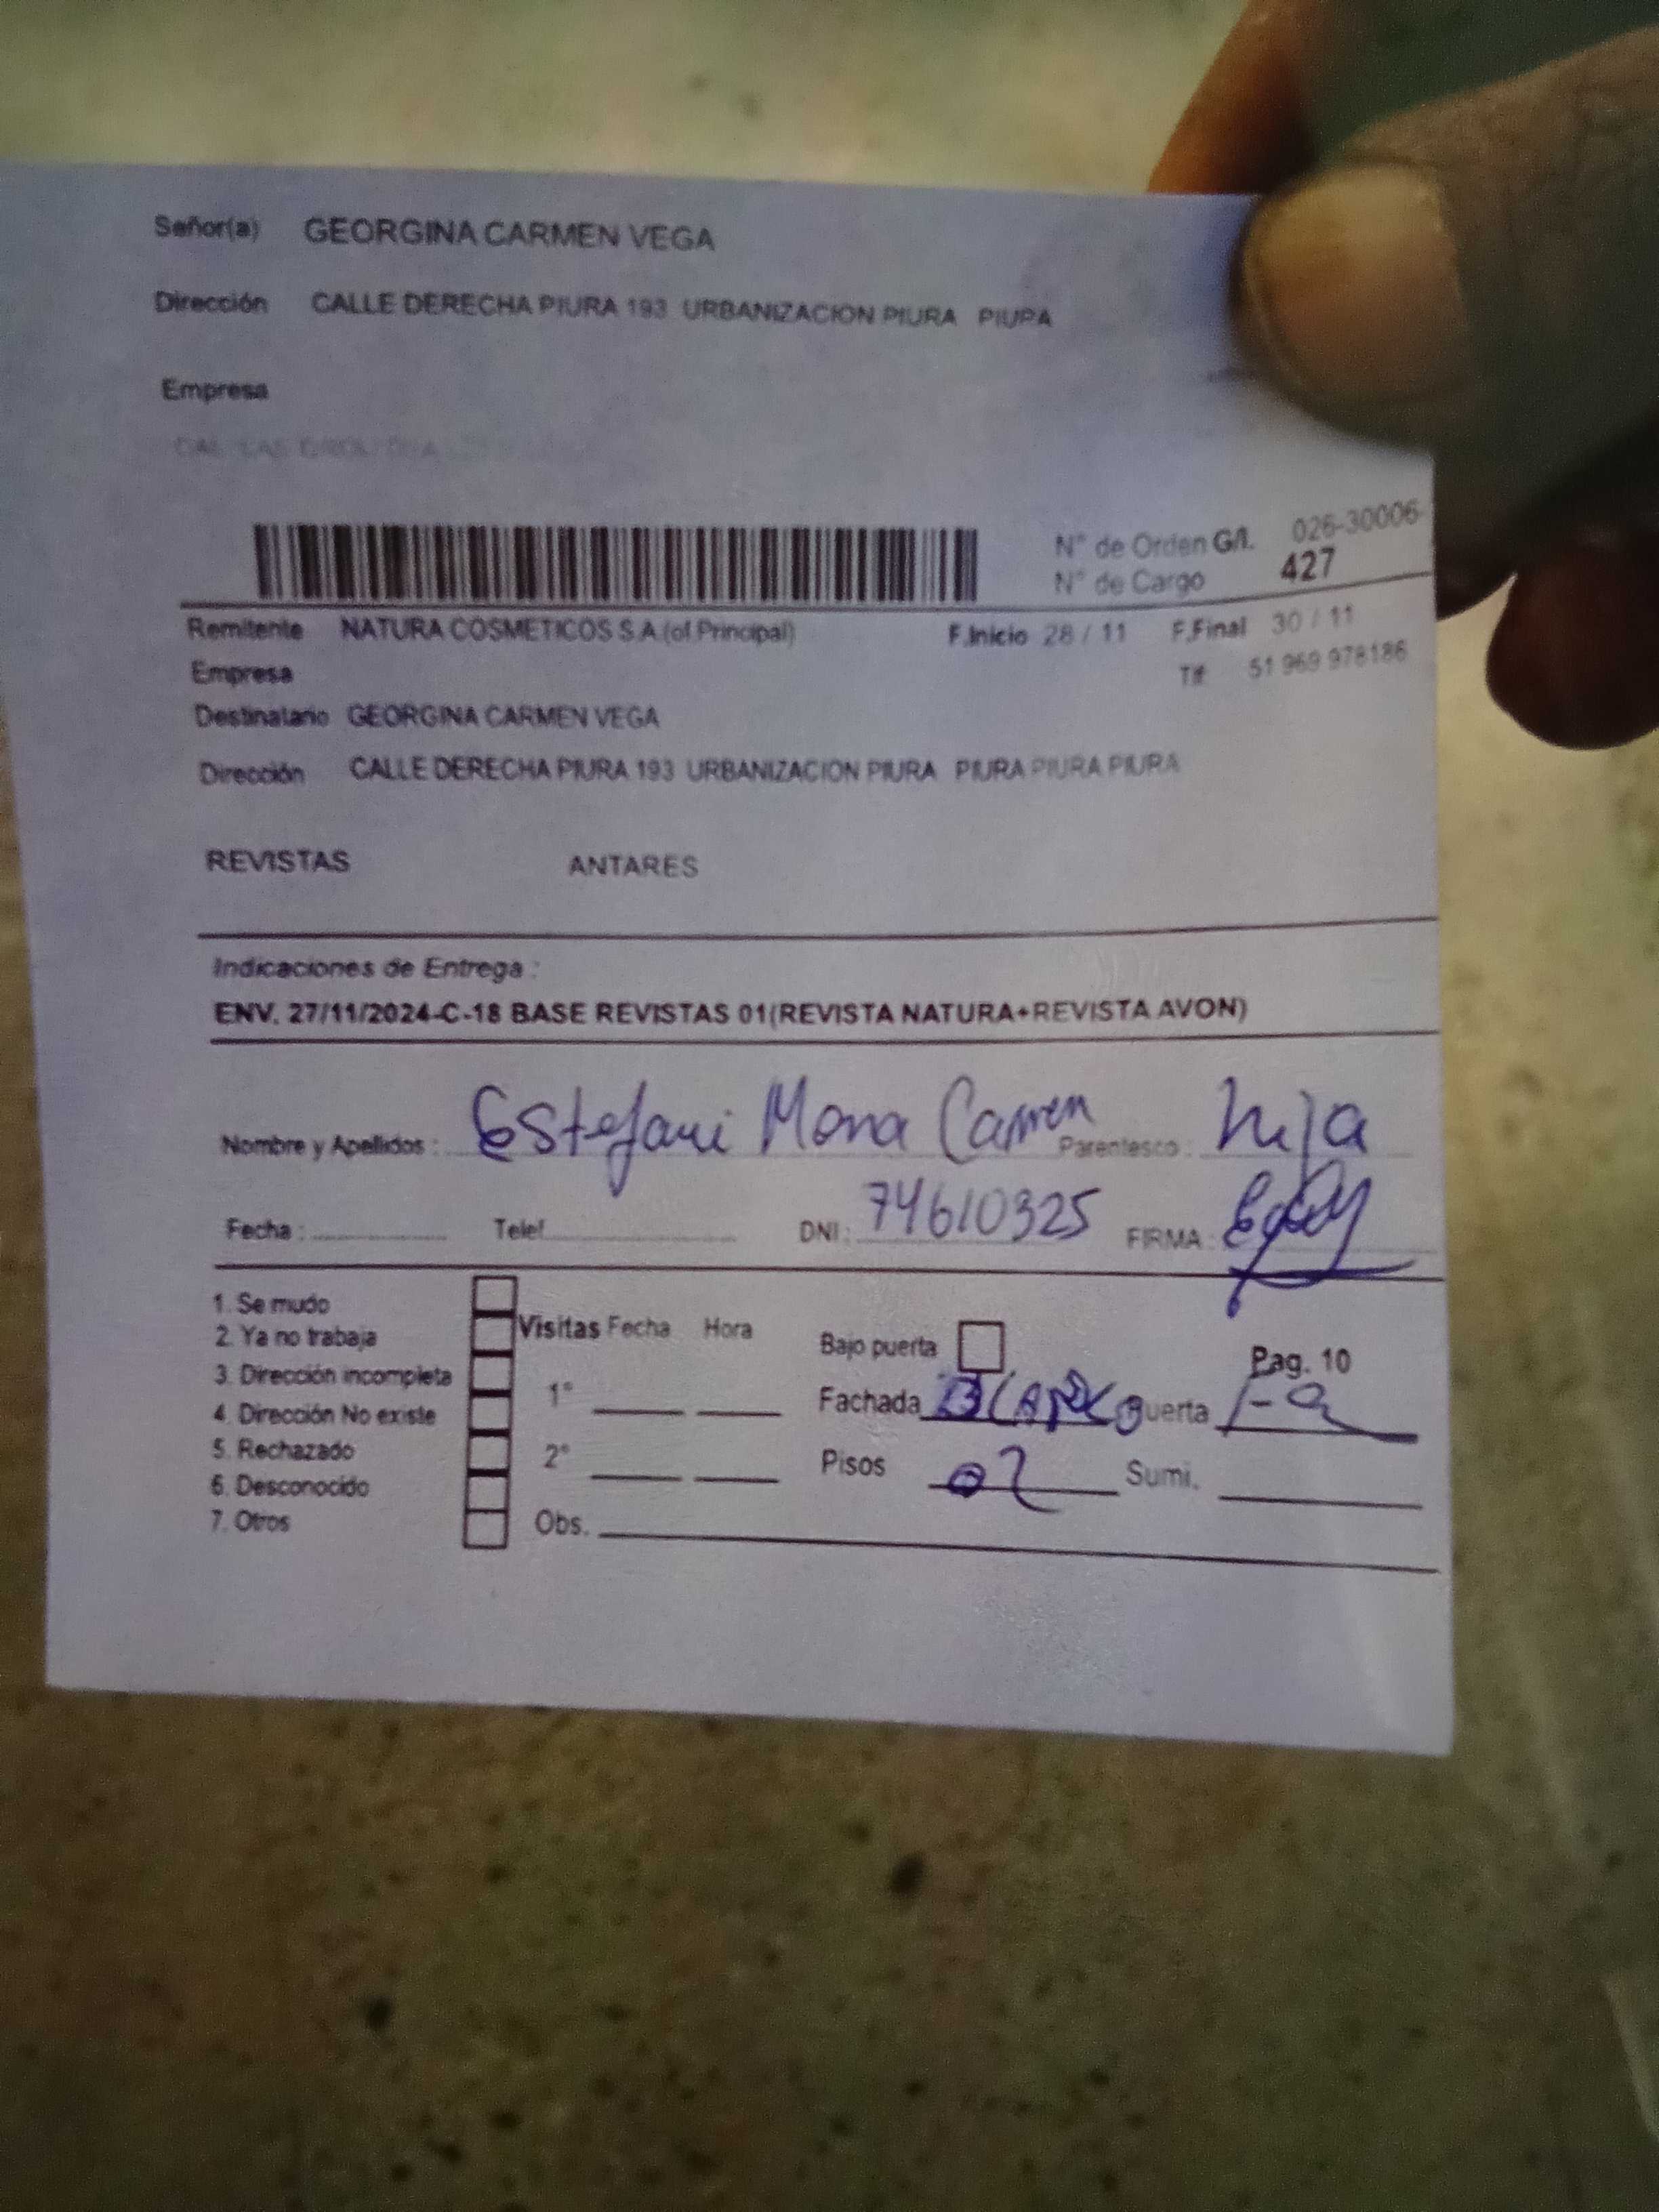 Señor(a) GEORGINA CARMEN VEGA
Dirección CALLE DERECHA PIURA 193 URBANIZACION PIURA PIURA
Empresa
N° de Orden G/I. 026-30006-
N° de Cargo 427
Remitente NATURA COSMETICOS S.A.(of.Principal) F.Inicio 28 / 11 F.Final 30 / 11
Empresa Tlf: 51 969 978186
Destinatario GEORGINA CARMEN VEGA
Dirección CALLE DERECHA PIURA 193 URBANIZACION PIURA PIURA PIURA PIURA
REVISTAS ANTARES
Indicaciones de Entrega :
ENV. 27/11/2024-C-18 BASE REVISTAS 01(REVISTA NATURA+REVISTA AVON)
Nombre y Apellidos : Estefani Mona Carmen Parentesco : hija
Fecha : Telef. DNI : 74610325 FIRMA :
1. Se mudo
2. Ya no trabaja Visitas Fecha Hora Bajo puerta Pag. 10
3. Dirección incompleta
4. Dirección No existe 1° Fachada Puerta
5. Rechazado 2° Pisos 02 Sumi.
6. Desconocido
7. Otros Obs.